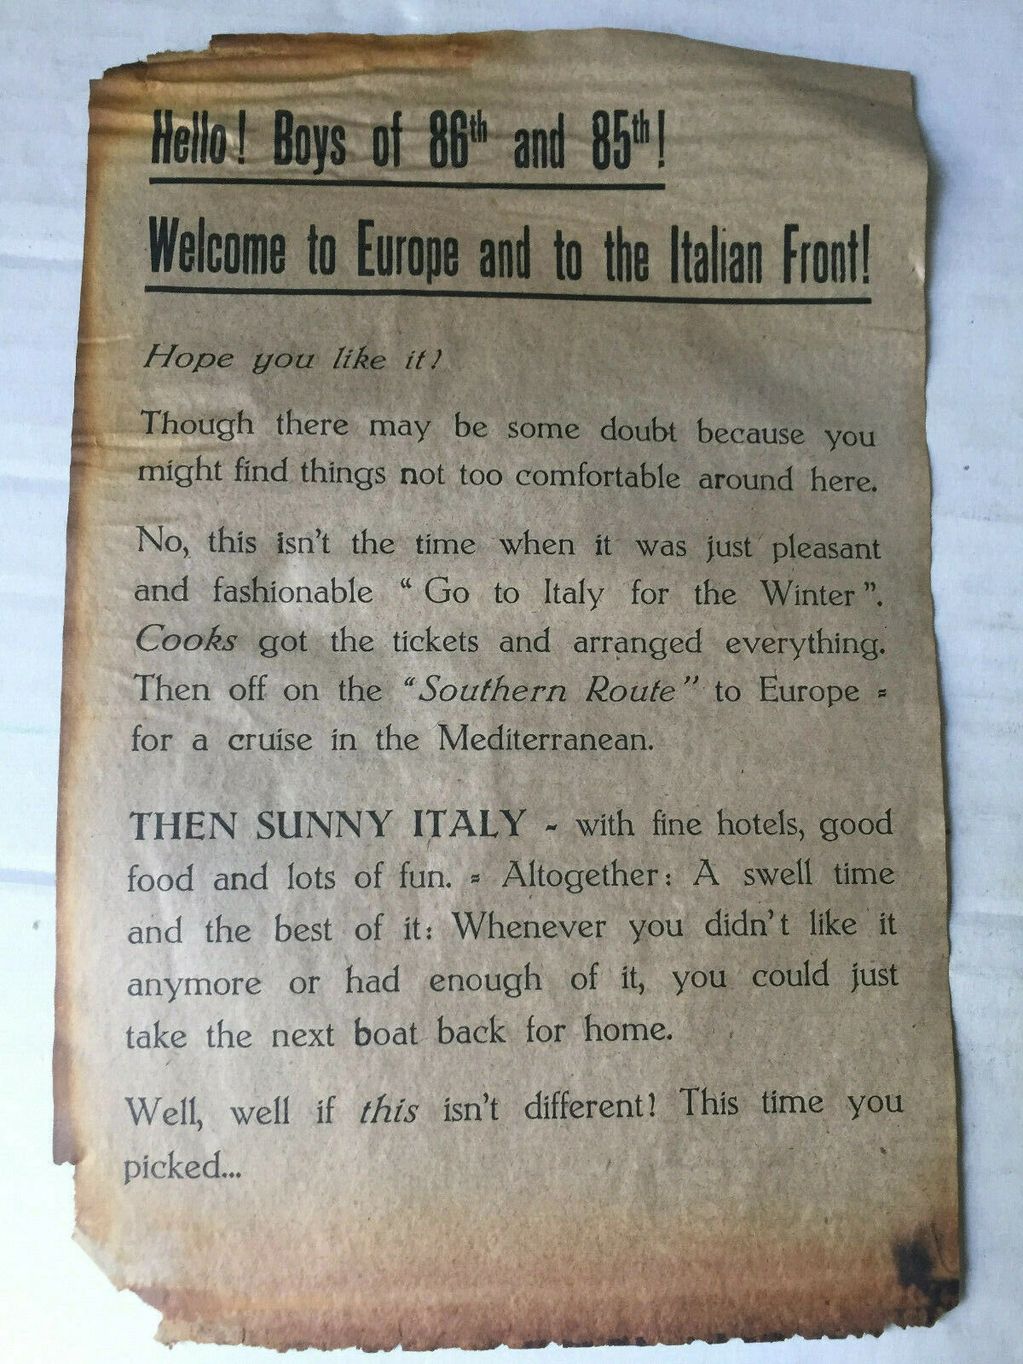 Hello! Boys of 86th and 85th!
Welcome to Europe and to the Italian Front!
Hope you like it!
Though there may be some doubt because you
might find things not too comfortable around here.
No, this isn't the time when it was just pleasant
and fashionable “ Go to Italy for the Winter ”.
Cooks got the tickets and arranged everything.
Then off on the “Southern Route” to Europe =
for a cruise in the Mediterranean.
THEN SUNNY ITALY - with fine hotels, good
food and lots of fun. = Altogether: A swell time
and the best of it: Whenever you didn't like it
anymore or had enough of it, you could just
take the next boat back for home.
Well, well if this isn't different! This time you
picked...